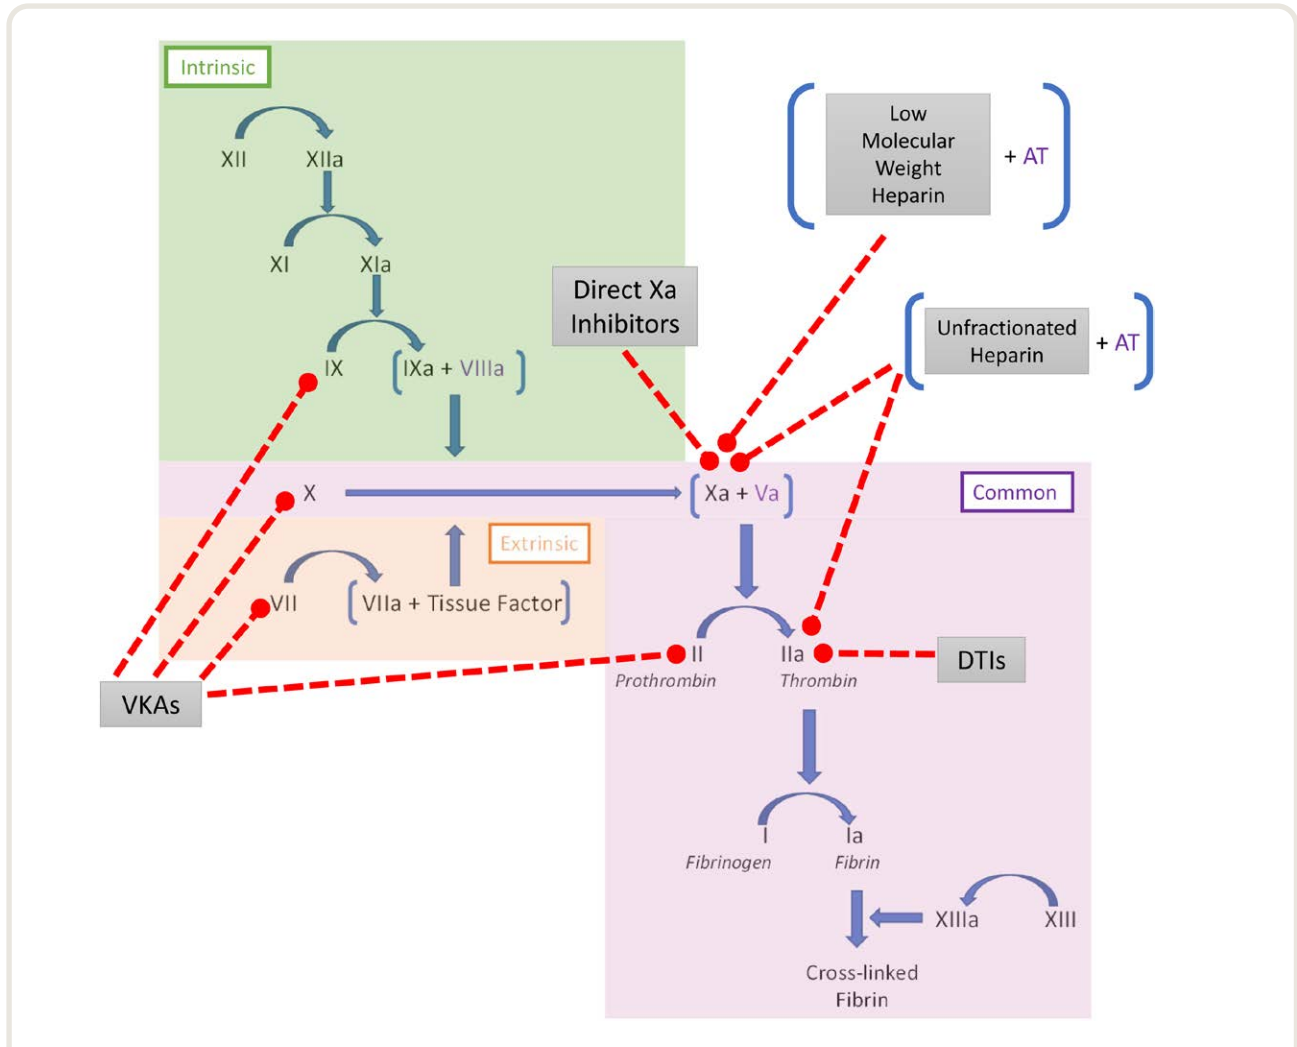 Intrinsic
XII
XIIa
XI
XIa
IX
IXa + VIIIa
Low
Molecular
Weight
Heparin
+ AT
Direct Xa
Inhibitors
Unfractionated
Heparin
+ AT
X
Xa + Va
Common
Extrinsic
VII
VIIa + Tissue Factor
VKAs
II
Prothrombin
IIa
Thrombin
DTIs
I
Fibrinogen
Ia
Fibrin
XIIIa
XIII
Cross-linked
Fibrin